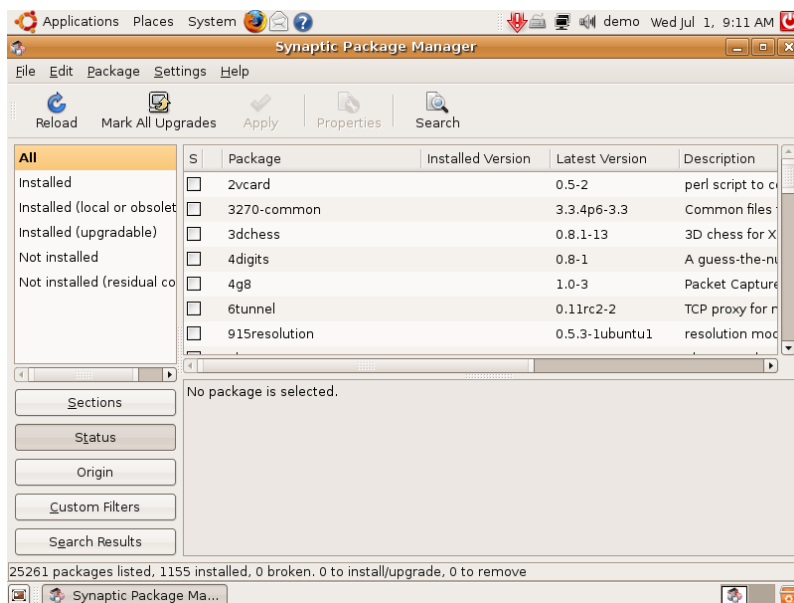 Applications Places System demo Wed Jul 1, 9:11 AM
Synaptic Package Manager
File Edit Package Settings Help
Reload Mark All Upgrades Apply Properties Search
All
Installed
Installed (local or obsolet
Installed (upgradable)
Not installed
Not installed (residual co
S Package Installed Version Latest Version Description
2vcard 0.5-2 perl script to c
3270-common 3.3.4p6-3.3 Common files
3dchess 0.8.1-13 3D chess for X
4digits 0.8-1 A guess-the-nu
4g8 1.0-3 Packet Capture
6tunnel 0.11rc2-2 TCP proxy for
915resolution 0.5.3-1ubuntu1 resolution mod
No package is selected.
Sections
Status
Origin
Custom Filters
Search Results
25261 packages listed, 1155 installed, 0 broken. 0 to install/upgrade, 0 to remove
Synaptic Package Ma...